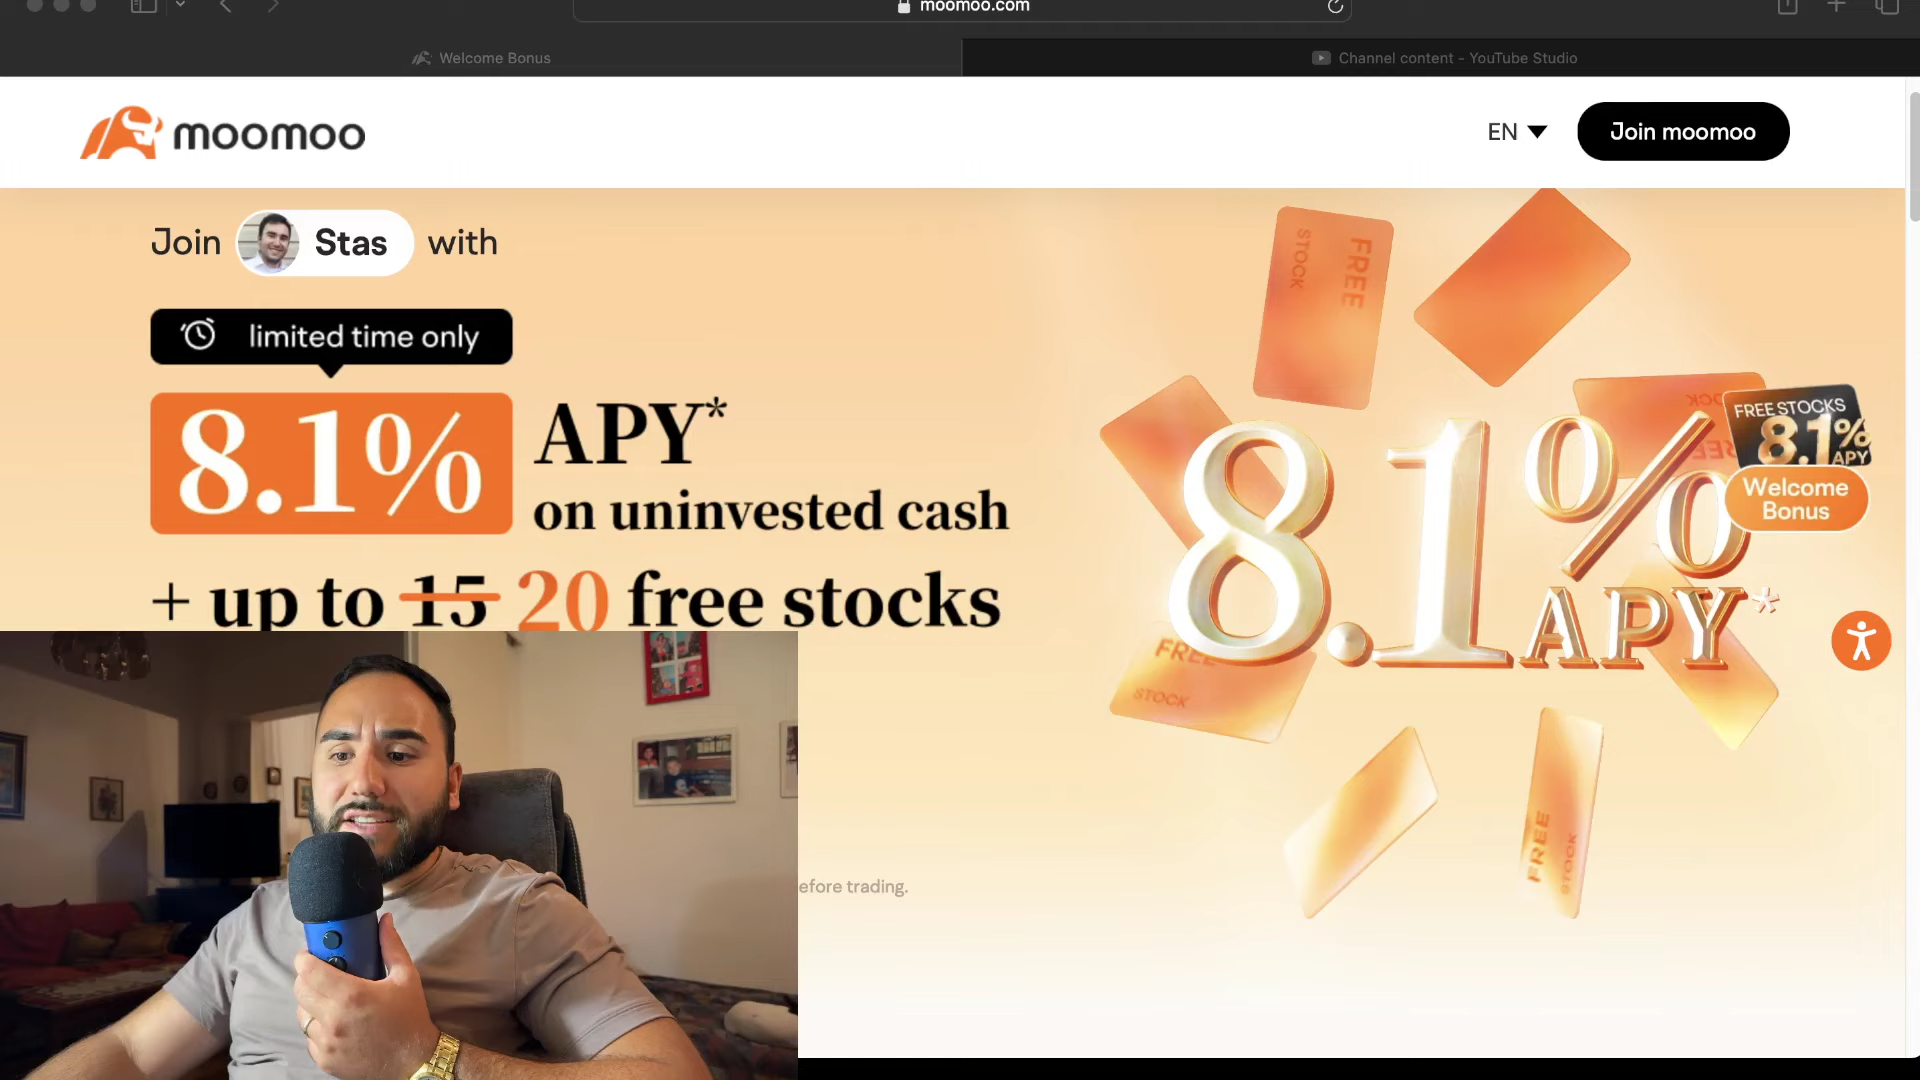 moomoo.com
Welcome Bonus
Channel content - YouTube Studio
moomoo
EN
Join moomoo
Join Stas with
limited time only
8.1% APY*
on uninvested cash
+ up to 15 20 free stocks
efore trading.
FREE
STOCK
FREE STOCKS
8.1%
APY
Welcome
Bonus
8.1%
APY*
FREE
STOCK
FREE
STOCK